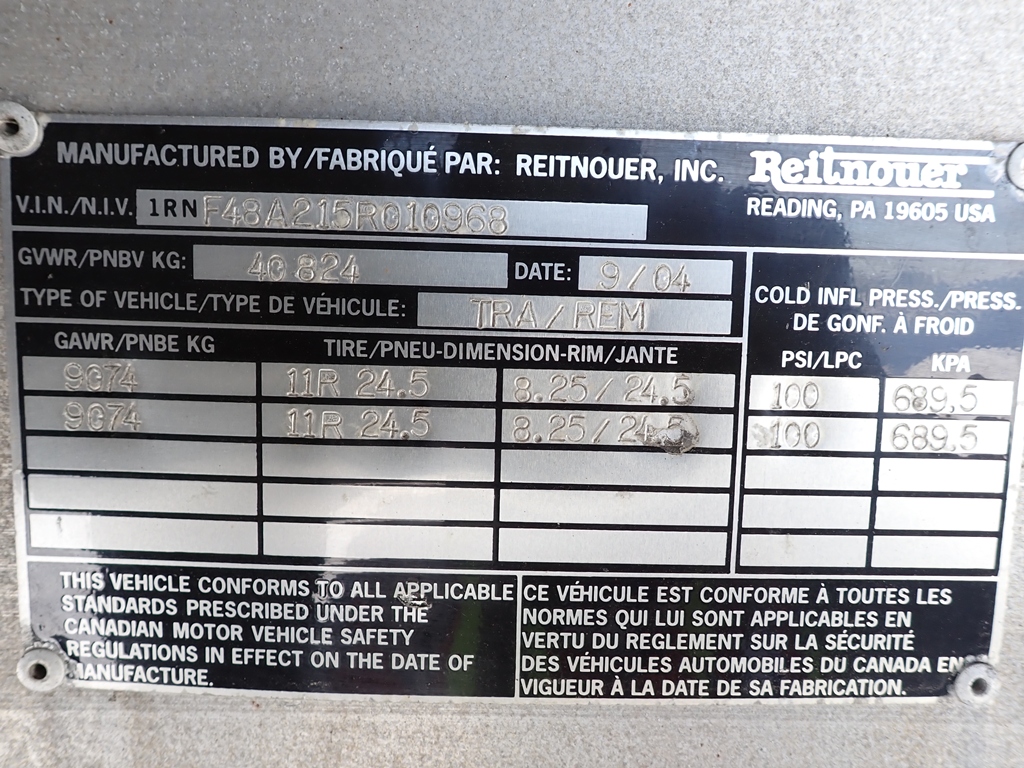 MANUFACTURED BY/FABRIQUÉ PAR: REITNOUER, INC.
Reitnouer
READING, PA 19605 USA
V.I.N./N.I.V. 1RNF48A215R010968
GVWR/PNBV KG: 40824 DATE: 9/04
TYPE OF VEHICLE/TYPE DE VÉHICULE: TRA/REM
COLD INFL PRESS./PRESS.
DE GONF. À FROID
GAWR/PNBE KG TIRE/PNEU-DIMENSION-RIM/JANTE PSI/LPC KPA
9074 11R 24.5 8.25/24.5 100 689.5
9074 11R 24.5 8.25/24.5 100 689.5
THIS VEHICLE CONFORMS TO ALL APPLICABLE
STANDARDS PRESCRIBED UNDER THE
CANADIAN MOTOR VEHICLE SAFETY
REGULATIONS IN EFFECT ON THE DATE OF
MANUFACTURE.
CE VÉHICULE EST CONFORME À TOUTES LES
NORMES QUI LUI SONT APPLICABLES EN
VERTU DU REGLEMENT SUR LA SÉCURITÉ
DES VÉHICULES AUTOMOBILES DU CANADA EN
VIGUEUR À LA DATE DE SA FABRICATION.